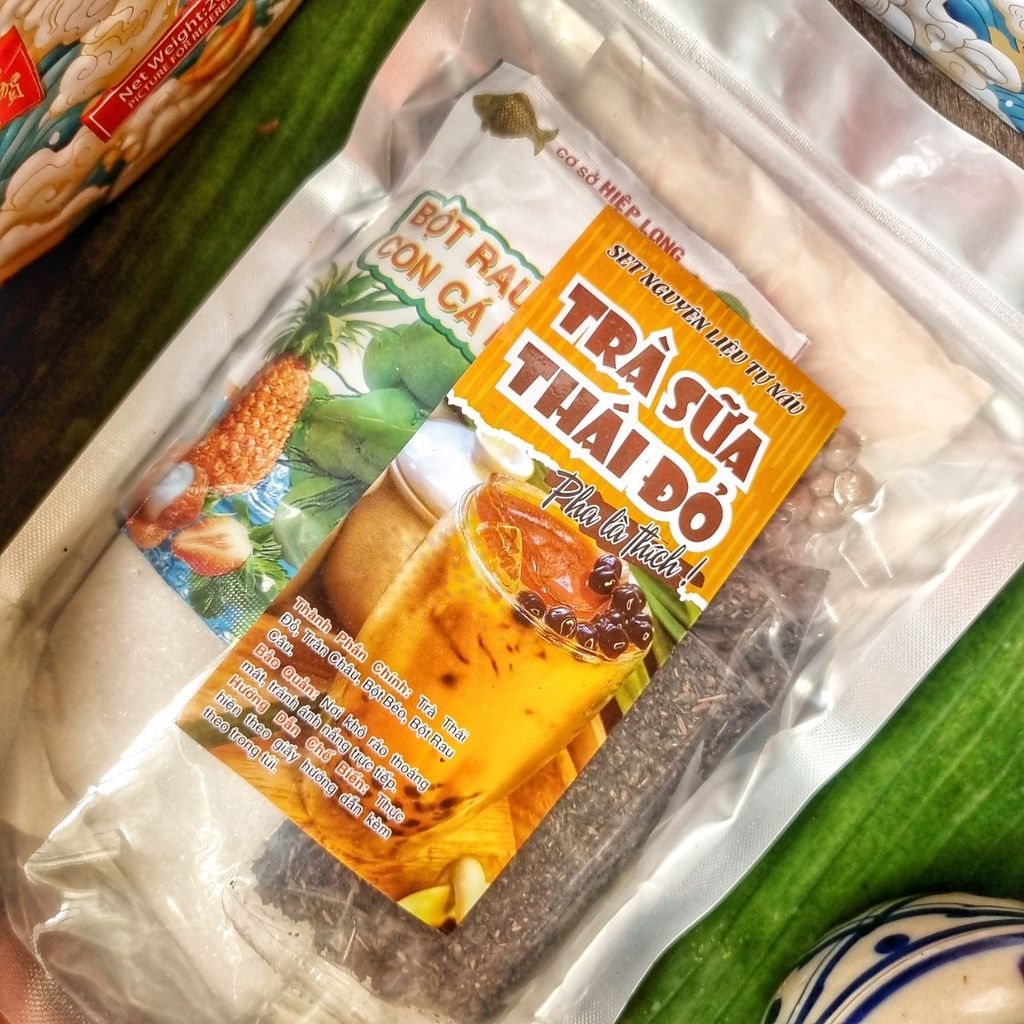 贺
Net Weight:
PICTURE FOR REFERE
CƠ SỞ HIỆP LONG
BỘT RAU
CON CÁ
SET NGUYÊN LIỆU TỰ NẤU
TRÀ SỮA
THÁI ĐỎ
Pha là thích !
Thành Phần Chính: Trà Thái
Đỏ, Trân Châu, Bột Béo, Bột Rau
Câu.
Bảo Quản: Nơi khô ráo thoáng
mát, tránh ánh nắng trực tiếp.
Hướng Dẫn Chế Biến: Thực
hiện theo giấy hướng dẫn kèm
theo trong túi.